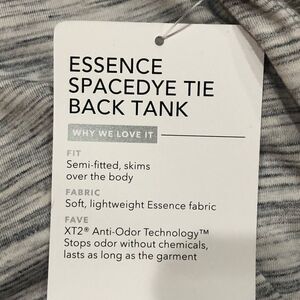 ESSENCE
SPACEDYE TIE
BACK TANK
WHY WE LOVE IT
FIT
Semi-fitted, skims
over the body
FABRIC
Soft, lightweight Essence fabric
FAVE
XT2® Anti-Odor Technology™
Stops odor without chemicals,
lasts as long as the garment